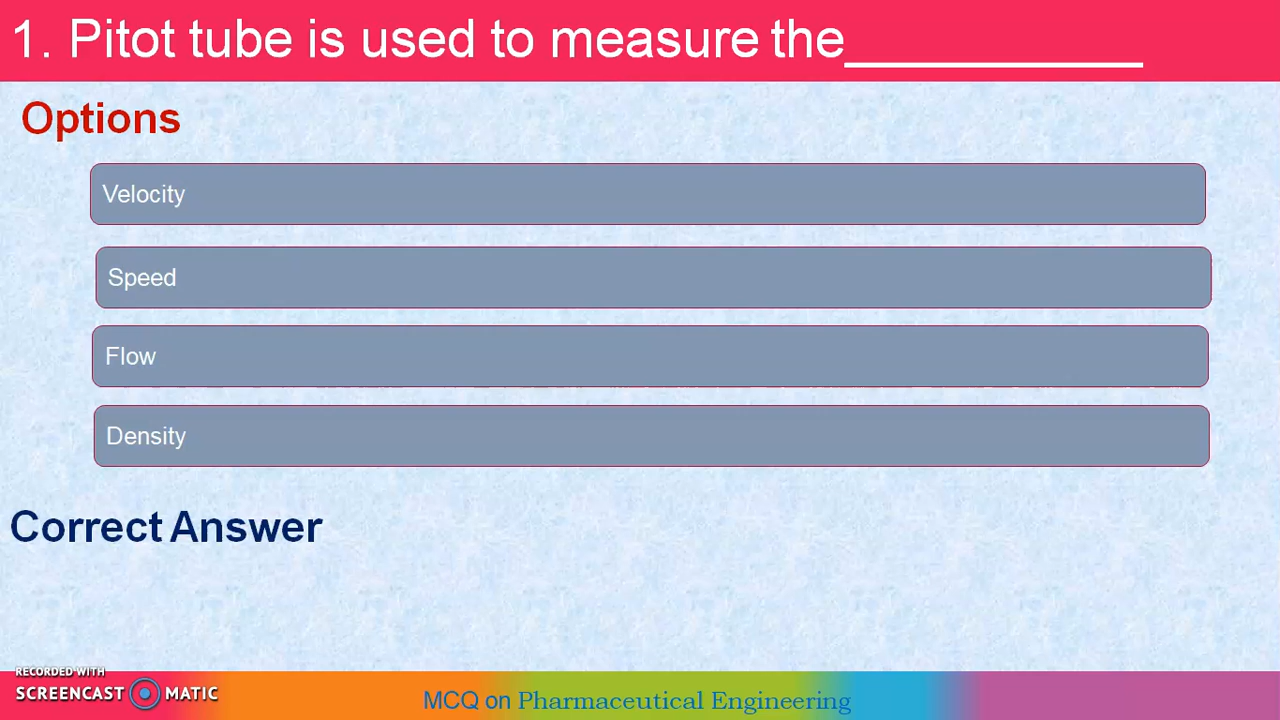 1. Pitot tube is used to measure the___________
Options
Velocity
Speed
Flow
Density
Correct Answer
RECORDED WITH
SCREENCAST MATIC
MCQ on Pharmaceutical Engineering